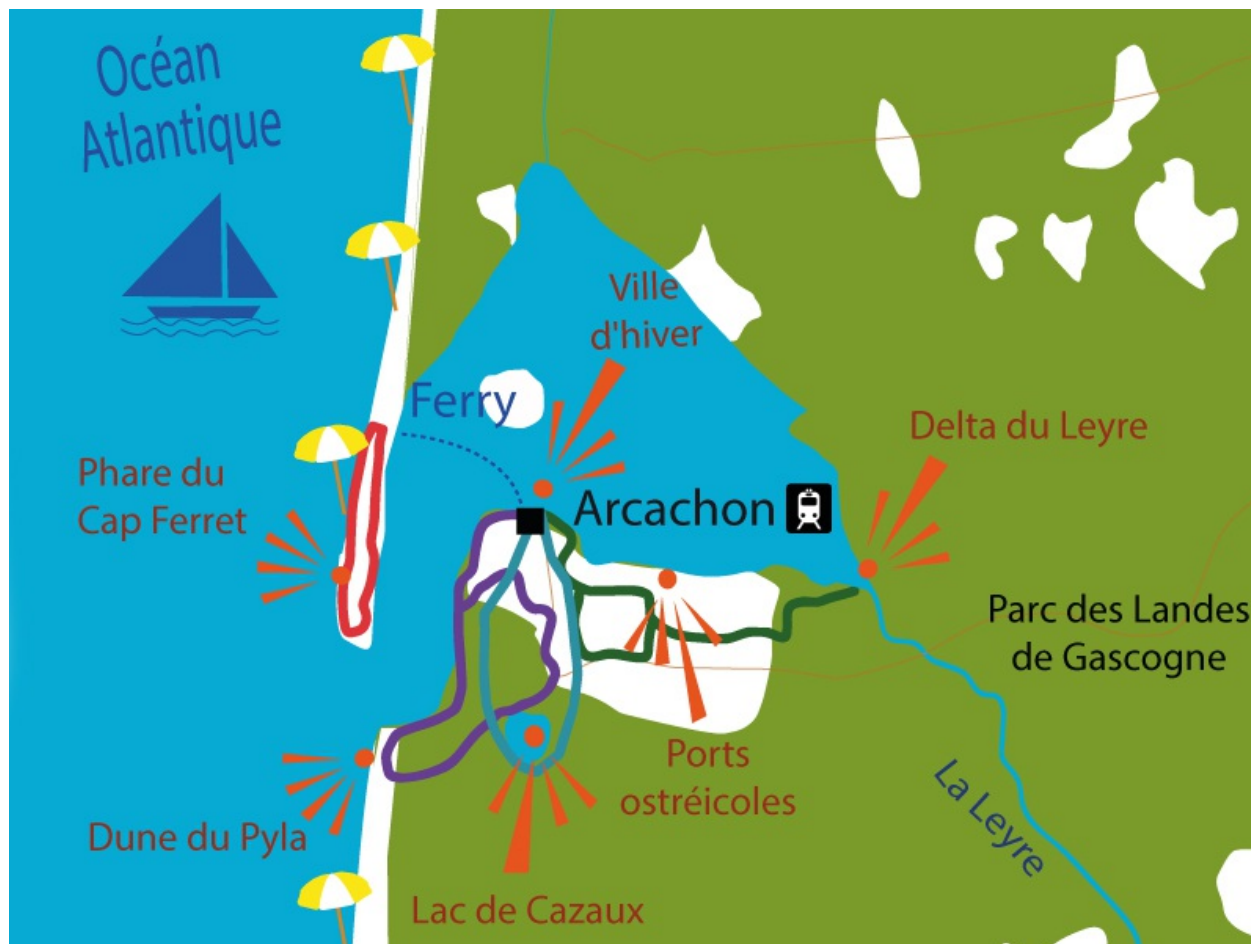 Océan
Atlantique
Ville
d'hiver
Ferry
Delta du Leyre
Phare du
Cap Ferret
Arcachon
Parc des Landes
de Gascogne
Ports
ostréicoles
La Leyre
Dune du Pyla
Lac de Cazaux